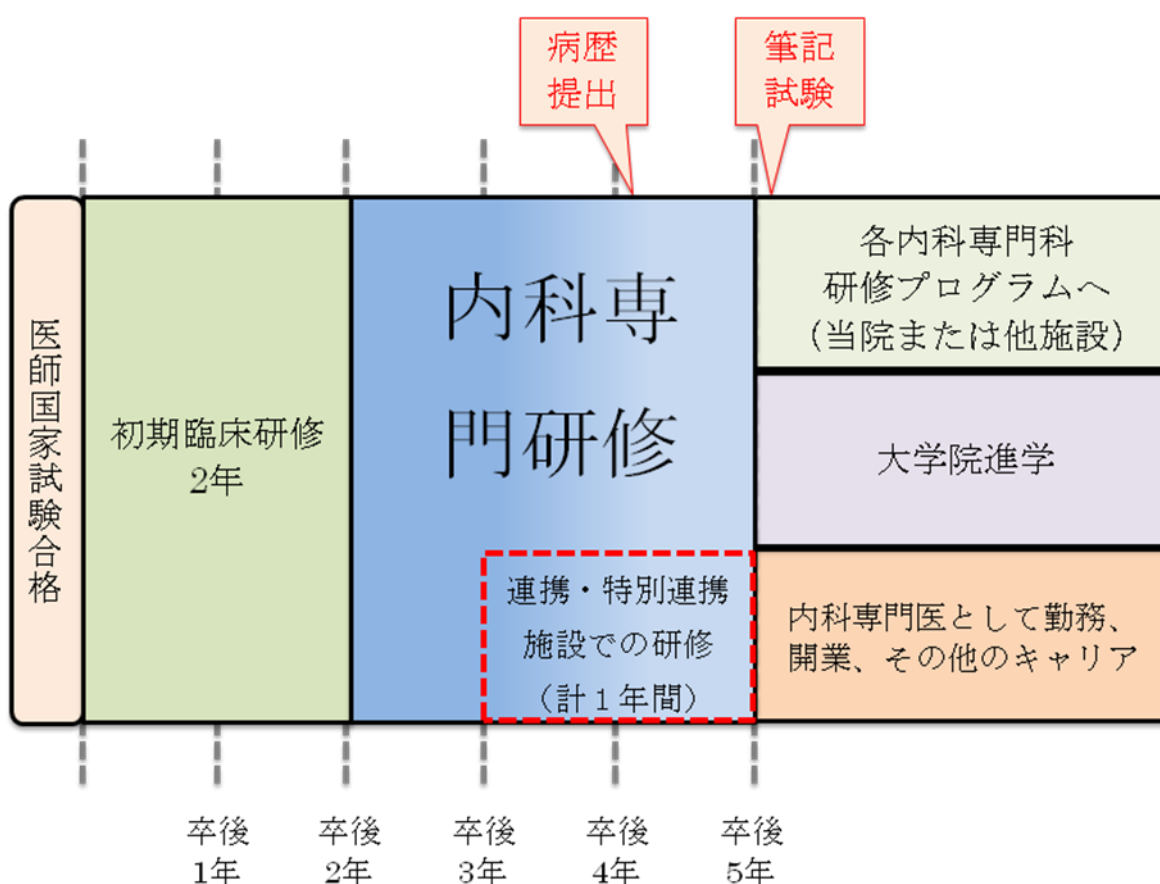 病歴
提出
筆記
試験
医師国家試験合格
初期臨床研修
2年
内科専
門研修
連携・特別連携
施設での研修
（計１年間）
各内科専門科
研修プログラムへ
（当院または他施設）
大学院進学
内科専門医として勤務、
開業、その他のキャリア
卒後
1年
卒後
2年
卒後
3年
卒後
4年
卒後
5年